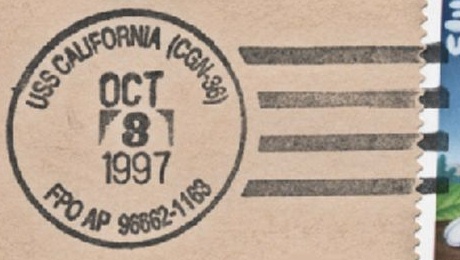 USS CALIFORNIA (CGN-36)
OCT
8
1997
FPO AP 96662-1163